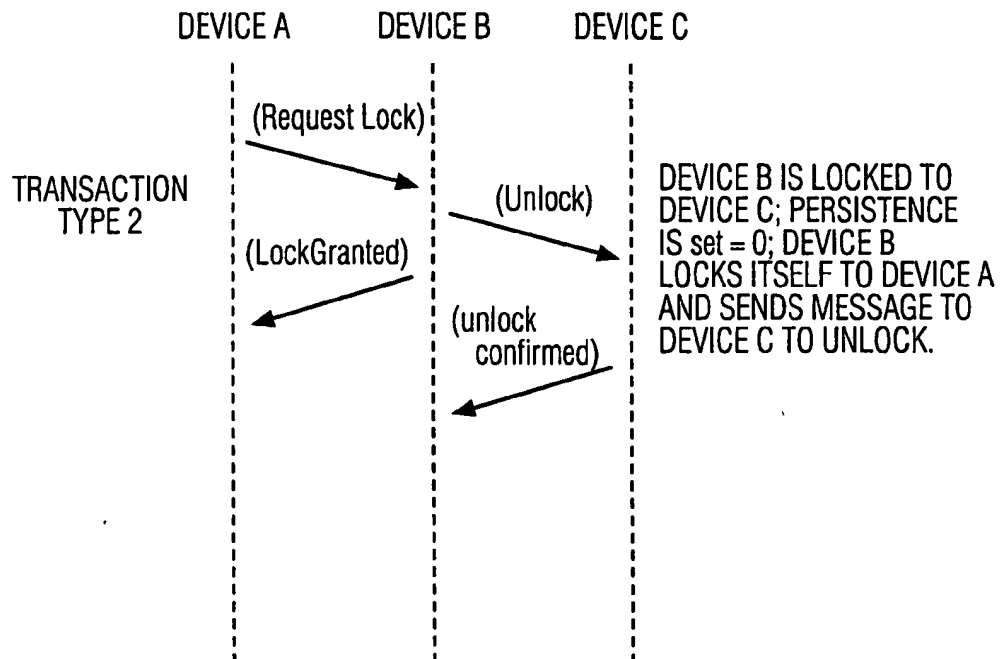 DEVICE A DEVICE B DEVICE C
(Request Lock)
TRANSACTION
TYPE 2
(Unlock)
(LockGranted)
(unlock
confirmed)
DEVICE B IS LOCKED TO
DEVICE C; PERSISTENCE
IS set = 0; DEVICE B
LOCKS ITSELF TO DEVICE A
AND SENDS MESSAGE TO
DEVICE C TO UNLOCK.